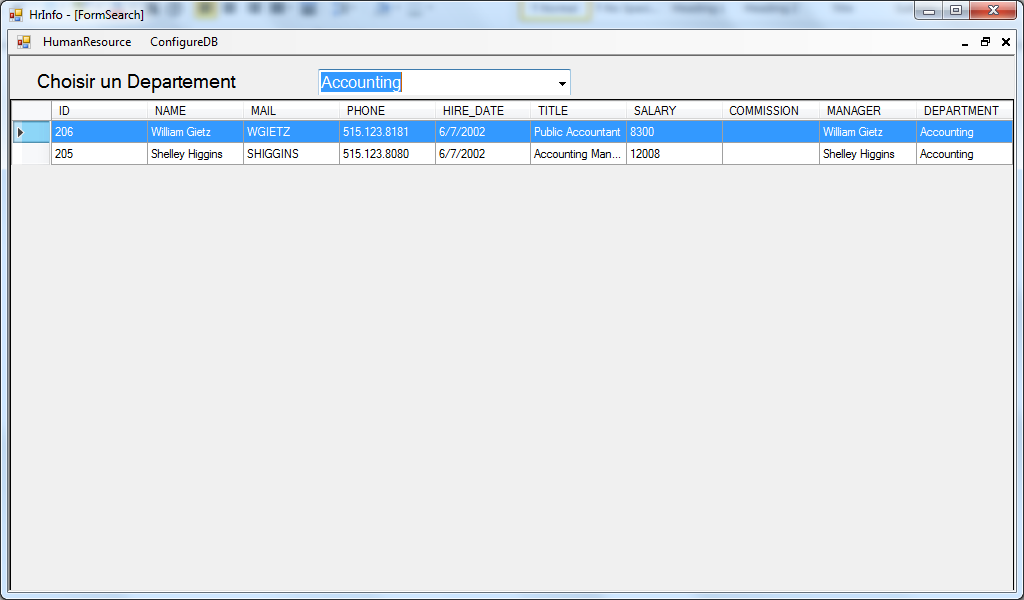 HrInfo - [FormSearch]
HumanResource ConfigureDB
Choisir un Departement Accounting
ID NAME MAIL PHONE HIRE_DATE TITLE SALARY COMMISSION MANAGER DEPARTMENT
206 William Gietz WGIETZ 515.123.8181 6/7/2002 Public Accountant 8300 William Gietz Accounting
205 Shelley Higgins SHIGGINS 515.123.8080 6/7/2002 Accounting Man... 12008 Shelley Higgins Accounting